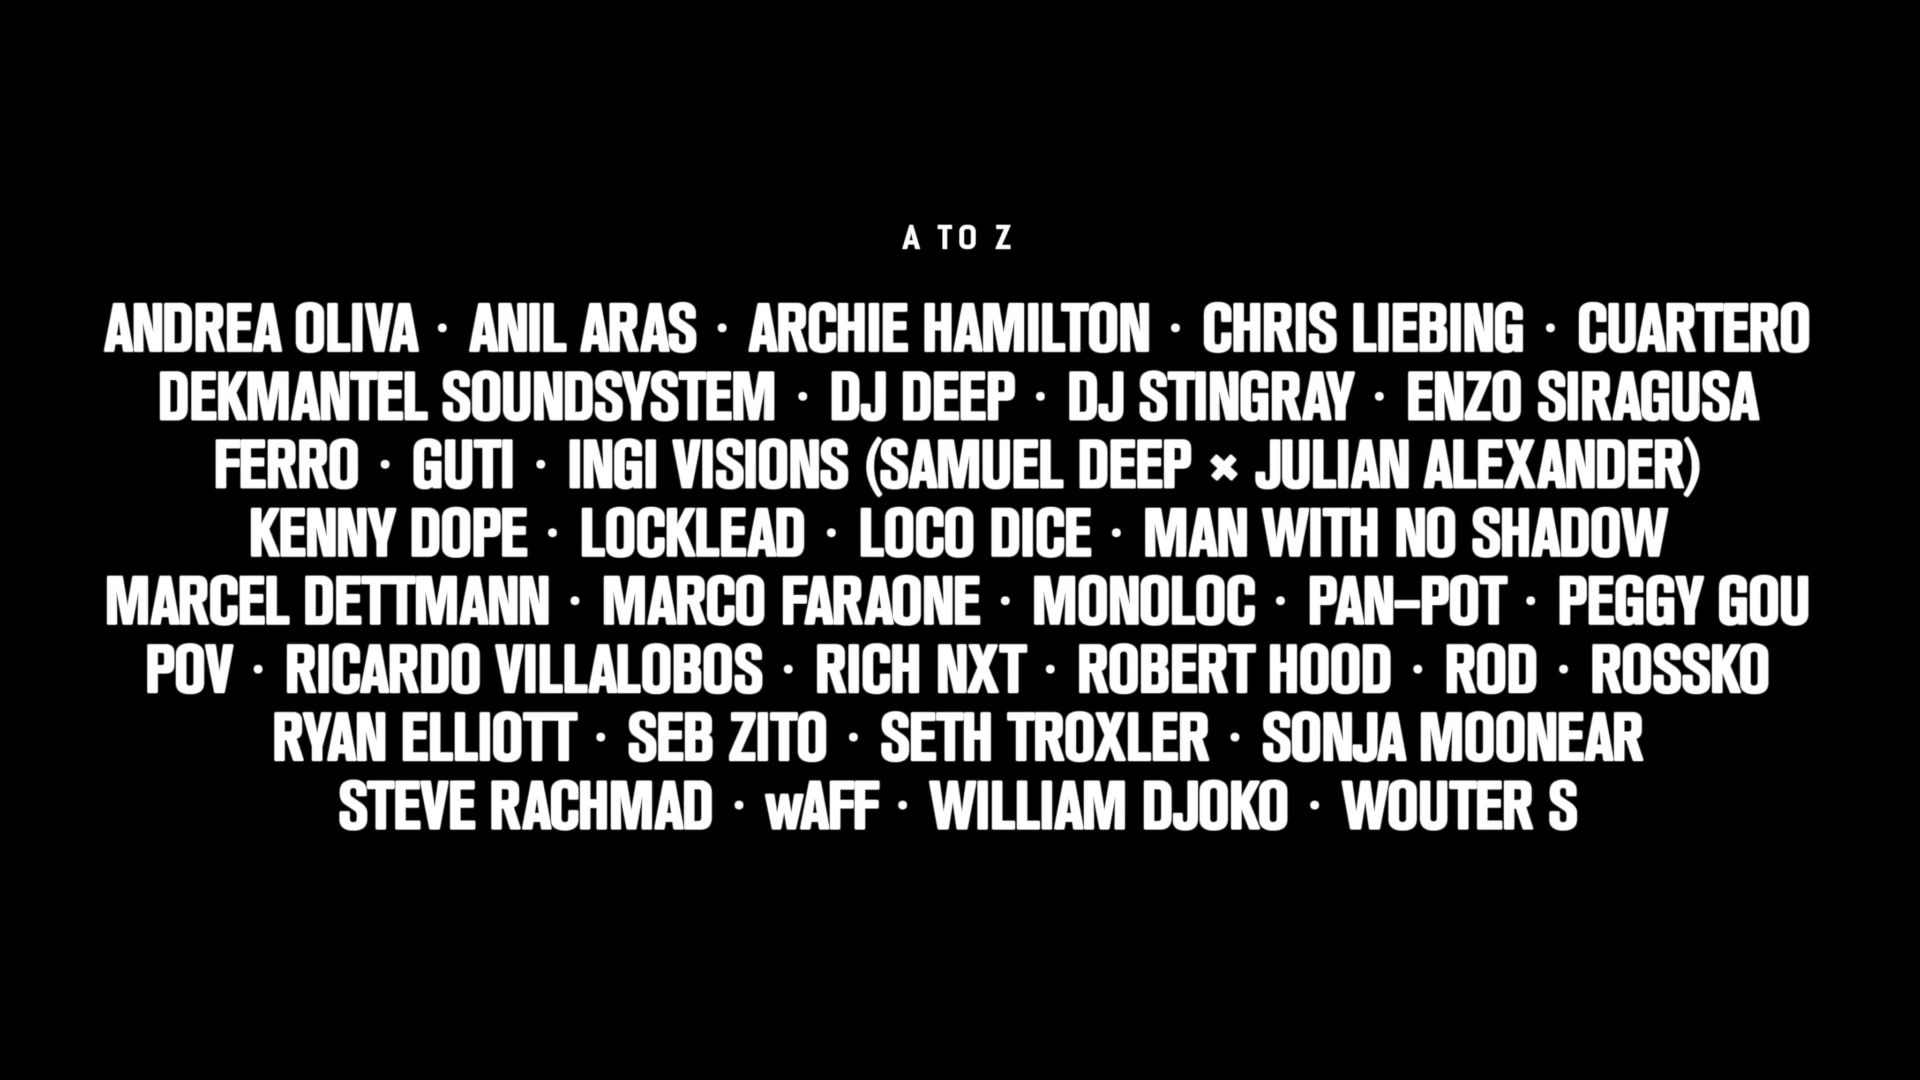 A TO Z
ANDREA OLIVA · ANIL ARAS · ARCHIE HAMILTON · CHRIS LIEBING · CUARTERO
DEKMANTEL SOUNDSYSTEM · DJ DEEP · DJ STINGRAY · ENZO SIRAGUSA
FERRO · GUTI · INGI VISIONS (SAMUEL DEEP × JULIAN ALEXANDER)
KENNY DOPE · LOCKLEAD · LOCO DICE · MAN WITH NO SHADOW
MARCEL DETTMANN · MARCO FARAONE · MONOLOC · PAN–POT · PEGGY GOU
POV · RICARDO VILLALOBOS · RICH NXT · ROBERT HOOD · ROD · ROSSKO
RYAN ELLIOTT · SEB ZITO · SETH TROXLER · SONJA MOONEAR
STEVE RACHMAD · wAFF · WILLIAM DJOKO · WOUTER S